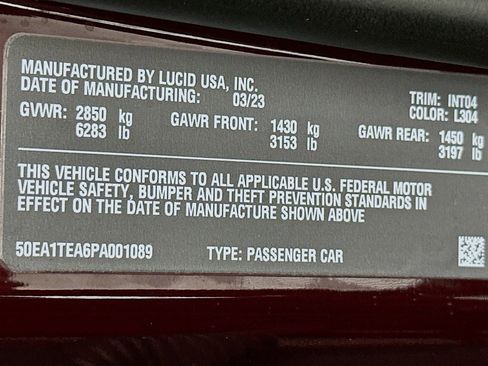 MANUFACTURED BY LUCID USA, INC.
DATE OF MANUFACTURING: 03/23 TRIM: INT04
COLOR: L304
GVWR: 2850 kg GAWR FRONT: 1430 kg GAWR REAR: 1450 kg
6283 lb 3153 lb 3197 lb
THIS VEHICLE CONFORMS TO ALL APPLICABLE U.S. FEDERAL MOTOR
VEHICLE SAFETY, BUMPER AND THEFT PREVENTION STANDARDS IN
EFFECT ON THE DATE OF MANUFACTURE SHOWN ABOVE
50EA1TEA6PA001089 TYPE: PASSENGER CAR